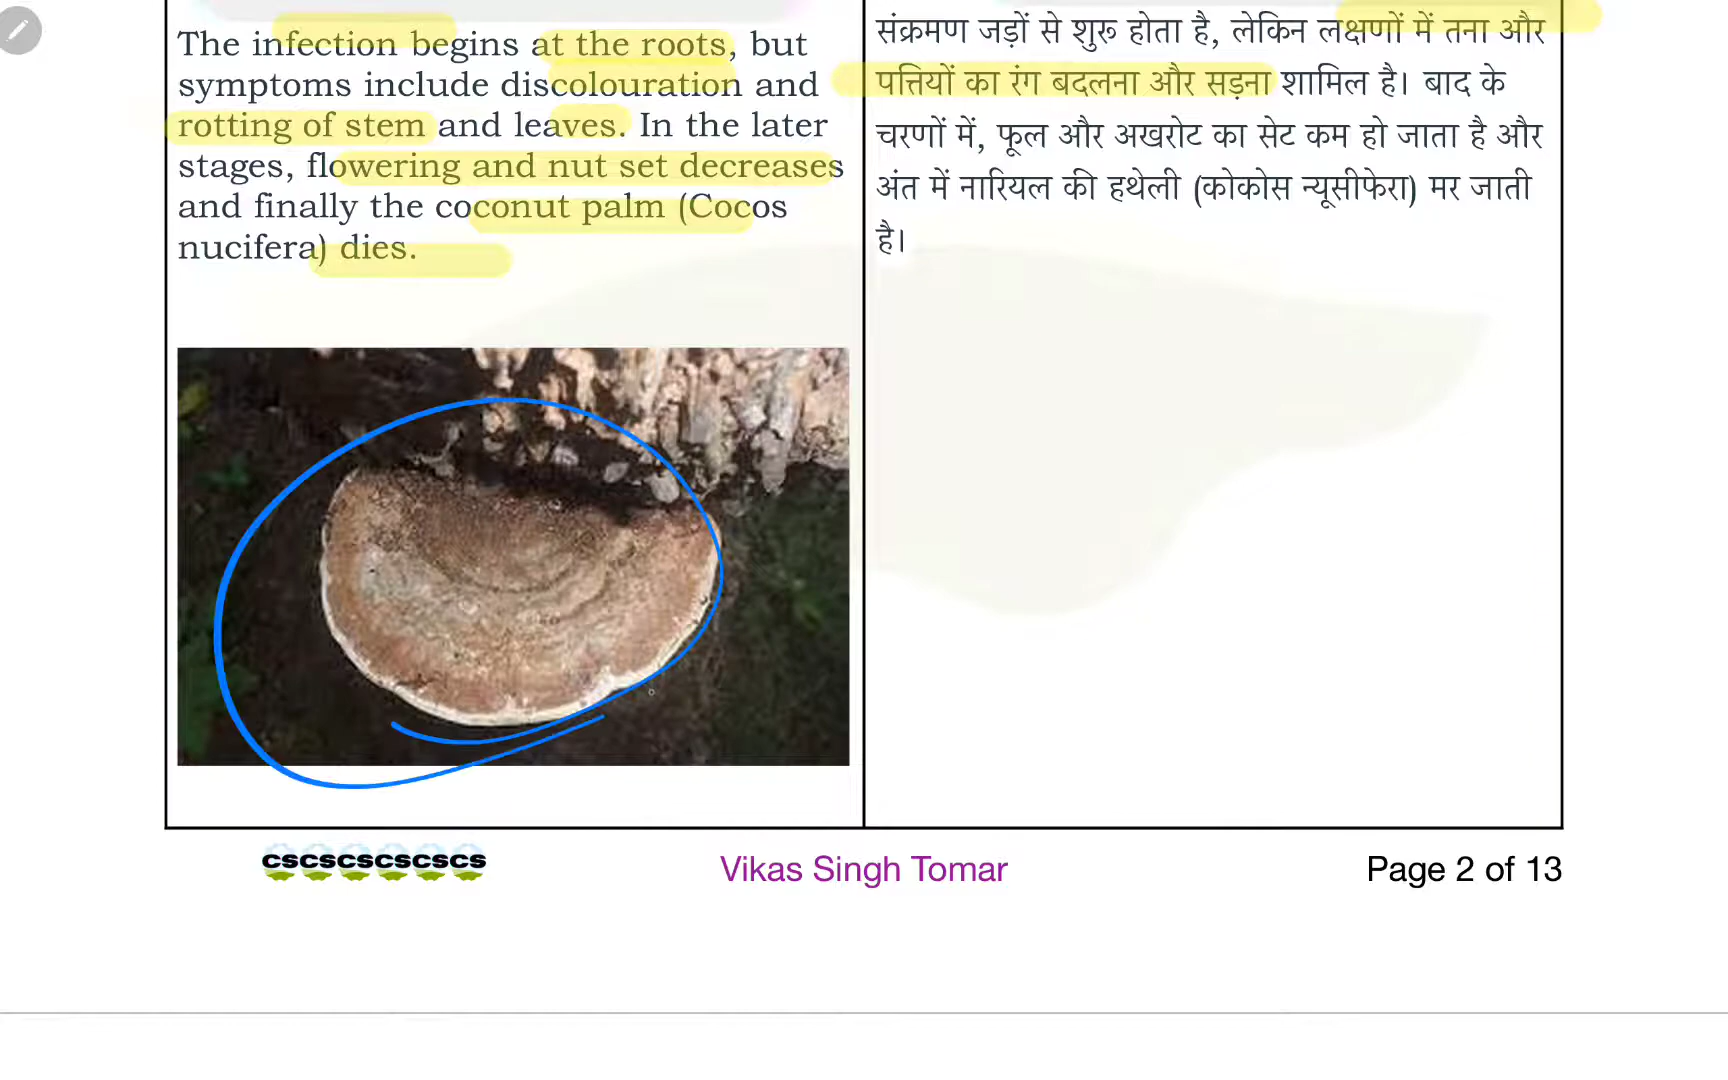 The infection begins at the roots, but
symptoms include discolouration and
rotting of stem and leaves. In the later
stages, flowering and nut set decreases
and finally the coconut palm (Cocos
nucifera) dies.
संक्रमण जड़ों से शुरू होता है, लेकिन लक्षणों में तना और
पत्तियों का रंग बदलना और सड़ना शामिल है। बाद के
चरणों में, फूल और अखरोट का सेट कम हो जाता है और
अंत में नारियल की हथेली (कोकोस न्यूसीफेरा) मर जाती
है।
cscscscscscs
Vikas Singh Tomar
Page 2 of 13